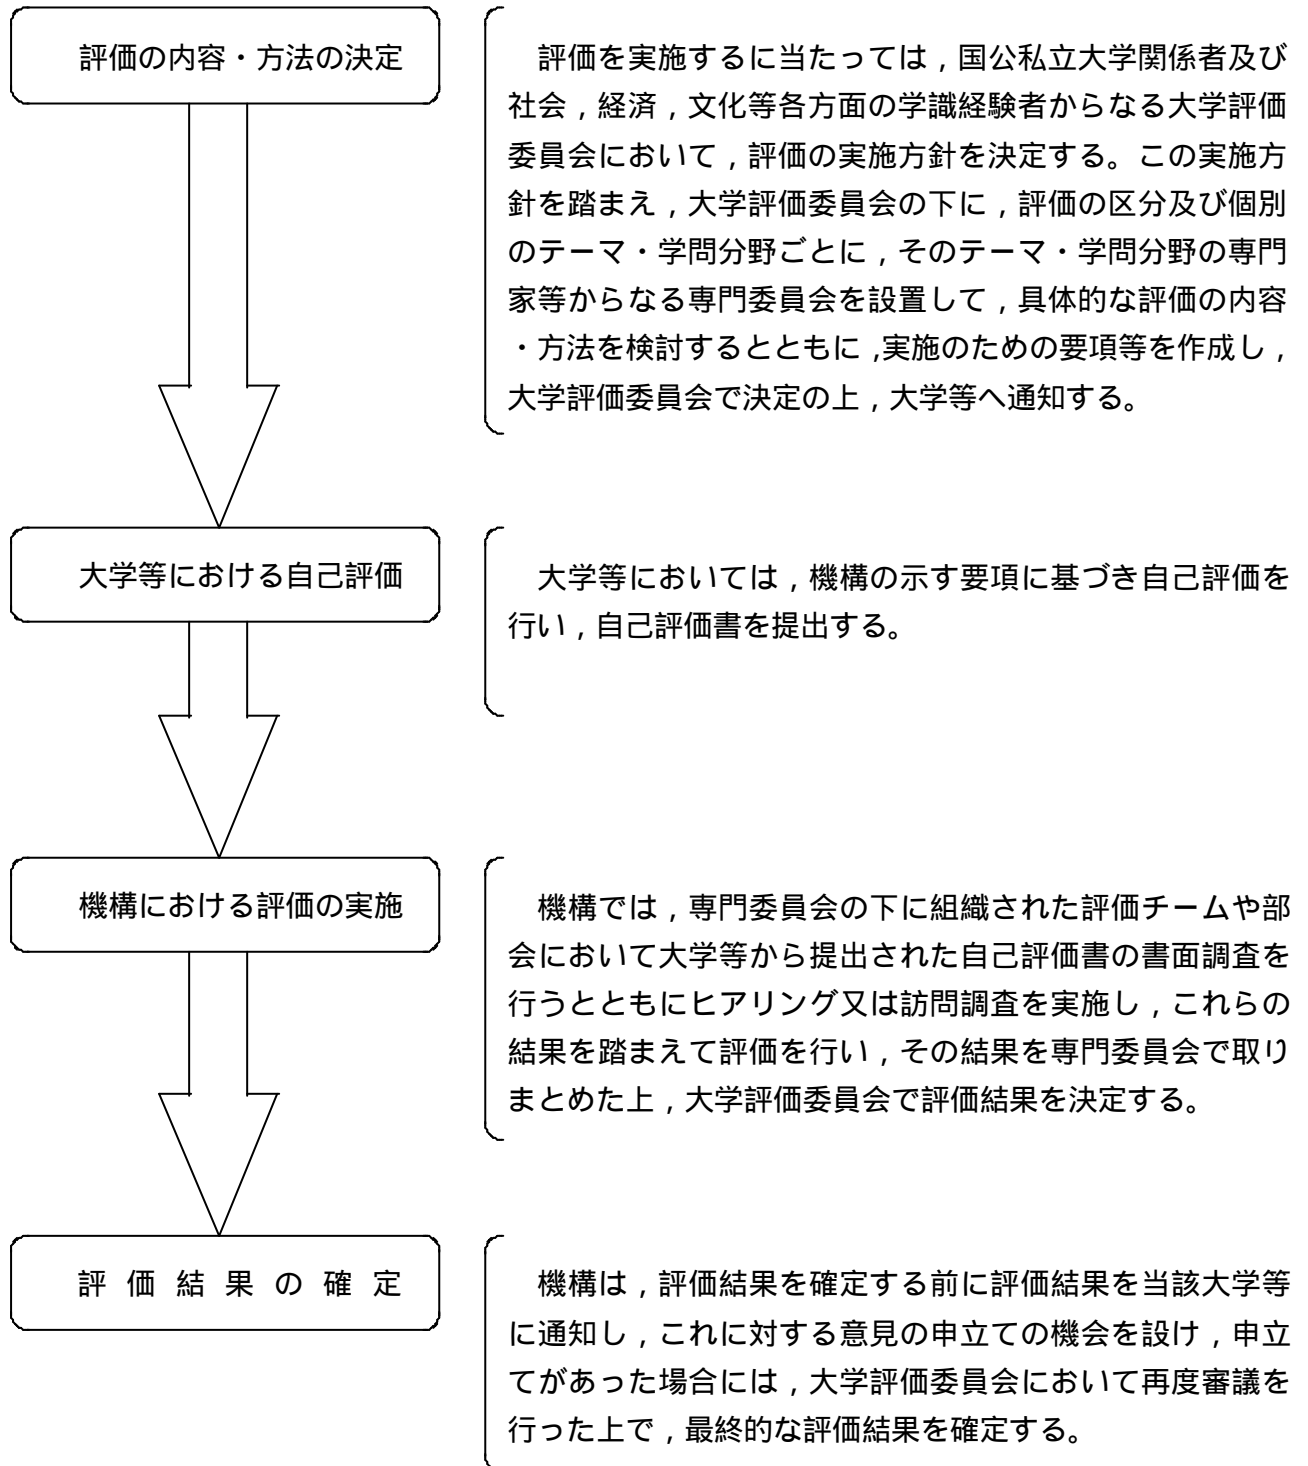 評価の内容・方法の決定
評価を実施するに当たっては，国公私立大学関係者及び
社会，経済，文化等各方面の学識経験者からなる大学評価
委員会において，評価の実施方針を決定する。この実施方
針を踏まえ，大学評価委員会の下に，評価の区分及び個別
のテーマ・学問分野ごとに，そのテーマ・学問分野の専門
家等からなる専門委員会を設置して，具体的な評価の内容
・方法を検討するとともに，実施のための要項等を作成し，
大学評価委員会で決定の上，大学等へ通知する。
大学等における自己評価
大学等においては，機構の示す要項に基づき自己評価を
行い，自己評価書を提出する。
機構における評価の実施
機構では，専門委員会の下に組織された評価チームや部
会において大学等から提出された自己評価書の書面調査を
行うとともにヒアリング又は訪問調査を実施し，これらの
結果を踏まえて評価を行い，その結果を専門委員会で取り
まとめた上，大学評価委員会で評価結果を決定する。
評価結果の確定
機構は，評価結果を確定する前に評価結果を当該大学等
に通知し，これに対する意見の申立ての機会を設け，申立
てがあった場合には，大学評価委員会において再度審議を
行った上で，最終的な評価結果を確定する。